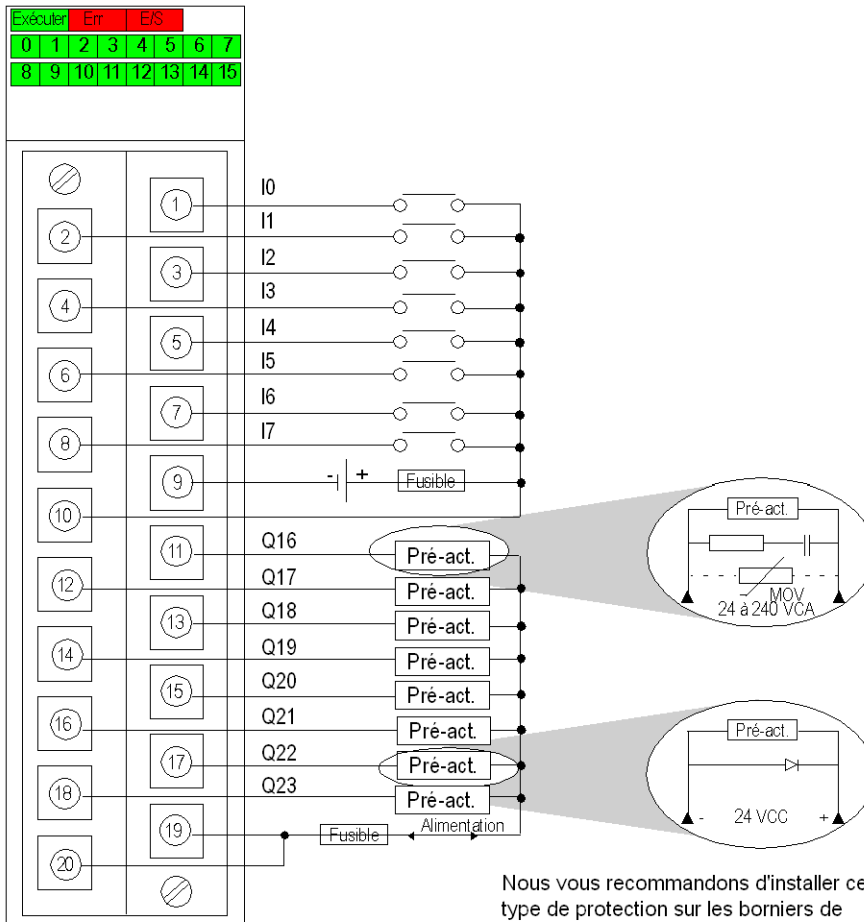 Exécuter Err E/S
0 1 2 3 4 5 6 7
8 9 10 11 12 13 14 15
1 I0
2 I1
3 I2
4 I3
5 I4
6 I5
7 I6
8 I7
9 - + Fusible
10
11 Q16 Pré-act.
12 Q17 Pré-act.
13 Q18 Pré-act.
14 Q19 Pré-act.
15 Q20 Pré-act.
16 Q21 Pré-act.
17 Q22 Pré-act.
18 Q23 Pré-act.
19 Fusible Alimentation
20
Pré-act.
MOV
24 à 240 VCA
Pré-act.
- 24 VCC +
Nous vous recommandons d'installer ce
type de protection sur les borniers de